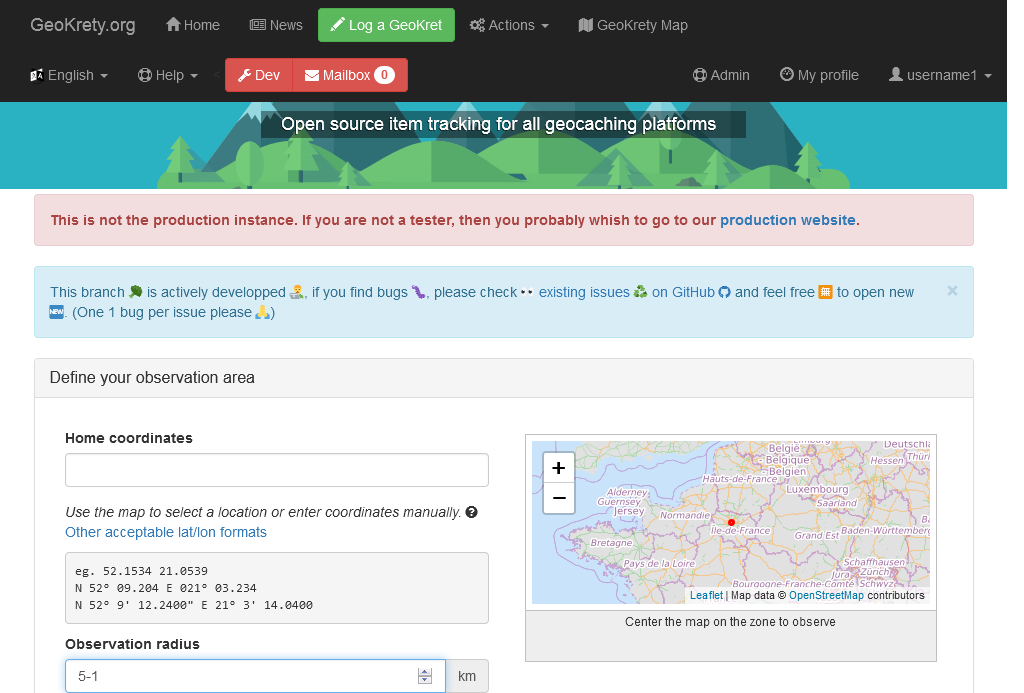 GeoKrety.org Home News Log a GeoKret Actions GeoKrety Map
English Help < Dev Mailbox 0 Admin My profile username1
Open source item tracking for all geocaching platforms
This is not the production instance. If you are not a tester, then you probably whish to go to our production website.
This branch is actively developped, if you find bugs, please check existing issues on GitHub and feel free to open new
NEW. (One 1 bug per issue please)
×
Define your observation area
Home coordinates
Use the map to select a location or enter coordinates manually. ?
Other acceptable lat/lon formats
eg. 52.1534 21.0539
N 52° 09.204 E 021° 03.234
N 52° 9' 12.2400" E 21° 3' 14.0400
Observation radius
5-1 km
+
−
België
- Belgique
- Belgien
Hessen
Hauts-de-France
Luxembourg
Saarland
Alderney
Guernsey
Jersey
Normandie
Île-de-France
Grand Est
Baden-Württemberg
Bretagne
Pays de la Loire
Schaffhausen
Zürich
Jura
Schwyz
Bourgogne-Franche-Comté
Leaflet | Map data © OpenStreetMap contributors
Center the map on the zone to observe